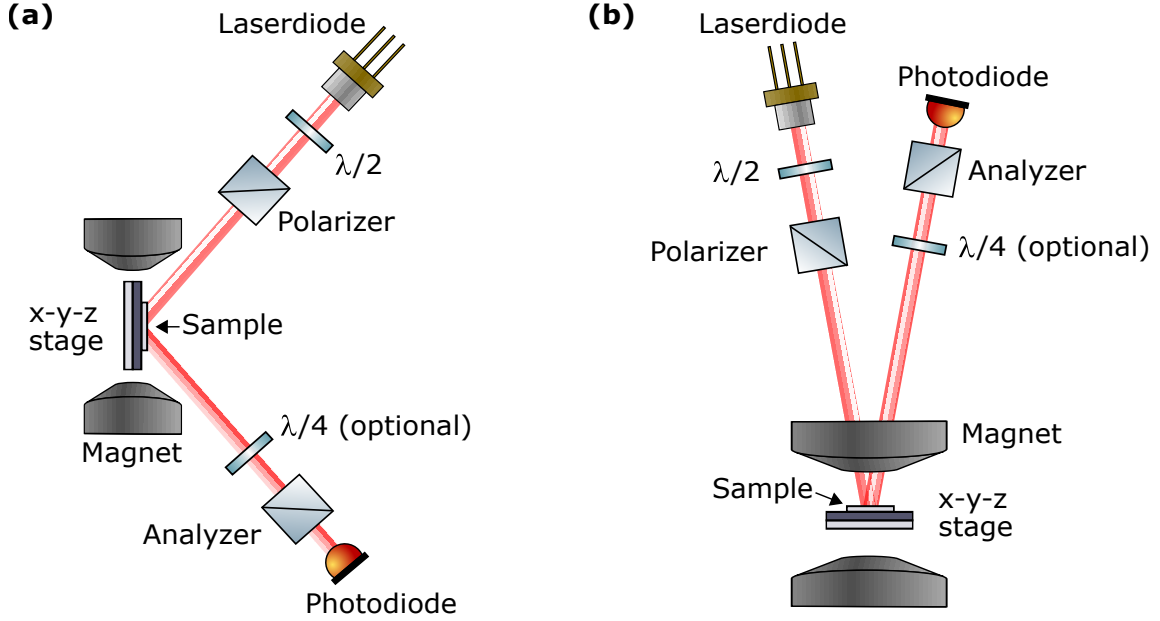 (a)
Laserdiode
λ/2
Polarizer
x-y-z
stage
Sample
Magnet
λ/4 (optional)
Analyzer
Photodiode
(b)
Laserdiode
Photodiode
λ/2
Analyzer
Polarizer
λ/4 (optional)
Magnet
Sample
x-y-z
stage